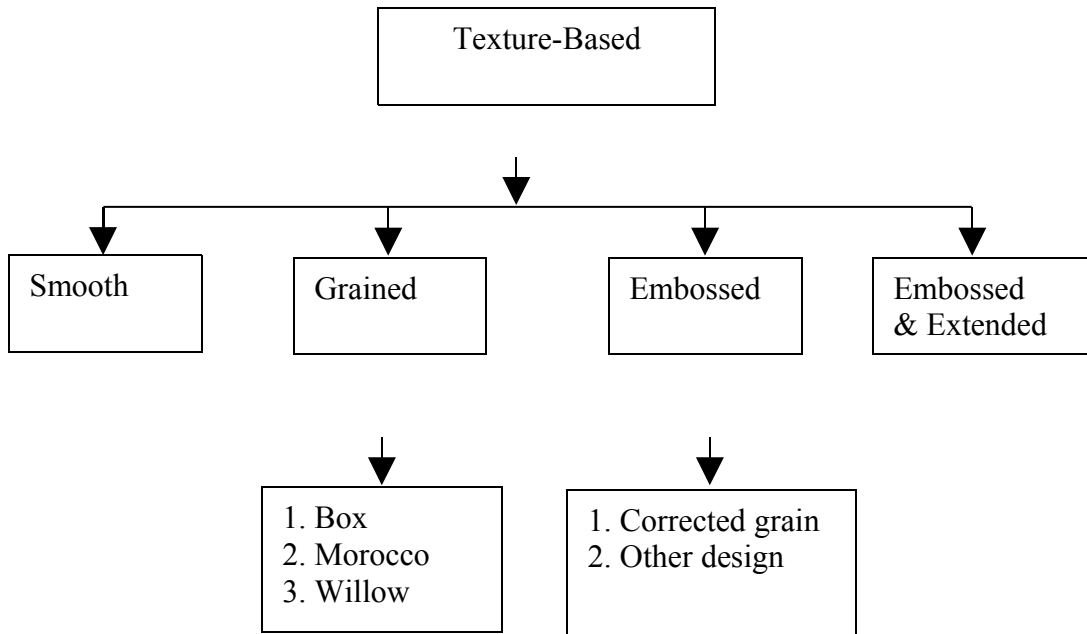 Texture-Based
Smooth
Grained
Embossed
Embossed
& Extended
1. Box
2. Morocco
3. Willow
1. Corrected grain
2. Other design